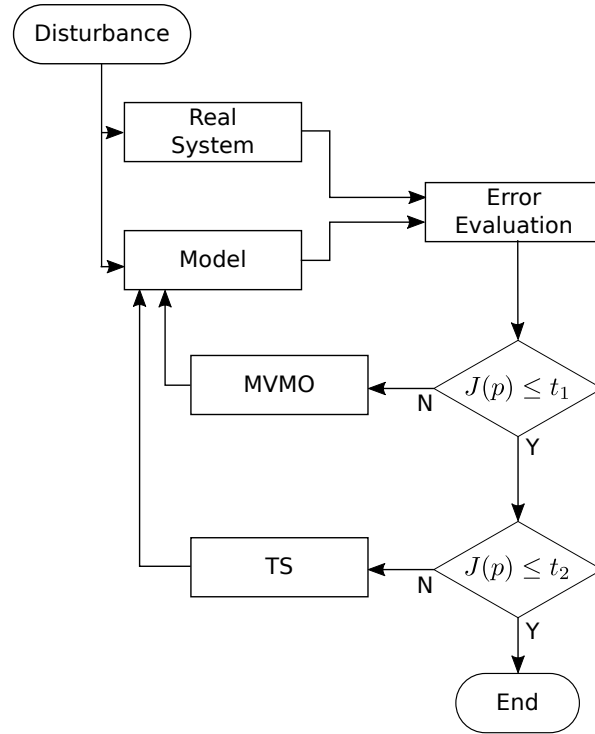 Disturbance
Real
System
Error
Evaluation
Model
MVMO
N
J(p) ≤ t₁
Y
TS
N
J(p) ≤ t₂
Y
End